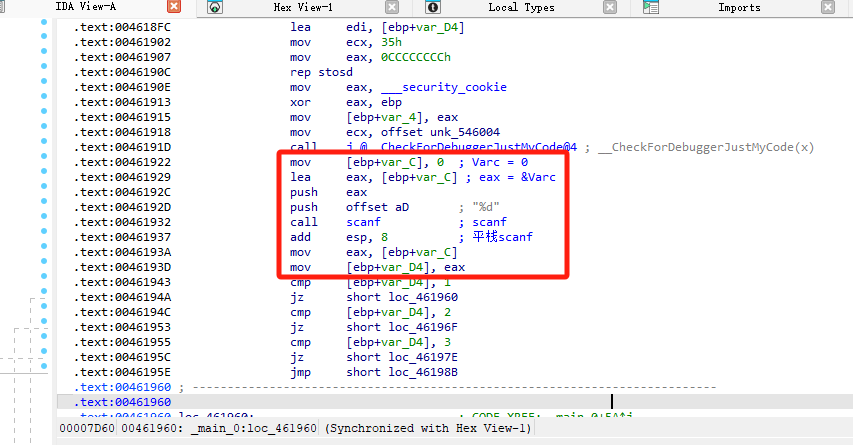 IDA View-A Hex View-1 Local Types Imports
.text:004618FC lea edi, [ebp+var_D4]
.text:00461902 mov ecx, 35h
.text:00461907 mov eax, 0CCCCCCCCh
.text:0046190C rep stosd
.text:0046190E mov eax, ___security_cookie
.text:00461913 xor eax, ebp
.text:00461915 mov [ebp+var_4], eax
.text:00461918 mov ecx, offset unk_546004
.text:0046191D call j_@__CheckForDebuggerJustMyCode@4 ; __CheckForDebuggerJustMyCode(x)
.text:00461922 mov [ebp+var_C], 0 ; Varc = 0
.text:00461929 lea eax, [ebp+var_C] ; eax = &Varc
.text:0046192C push eax
.text:0046192D push offset aD ; "%d"
.text:00461932 call scanf ; scanf
.text:00461937 add esp, 8 ; 平栈scanf
.text:0046193A mov eax, [ebp+var_C]
.text:0046193D mov [ebp+var_D4], eax
.text:00461943 cmp [ebp+var_D4], 1
.text:0046194A jz short loc_461960
.text:0046194C cmp [ebp+var_D4], 2
.text:00461953 jz short loc_46196F
.text:00461955 cmp [ebp+var_D4], 3
.text:0046195C jz short loc_46197E
.text:0046195E jmp short loc_46198B
.text:00461960 ; ---------------------------------------------------------------------------
.text:00461960
00007D60 00461960: _main_0:loc_461960 (Synchronized with Hex View-1)